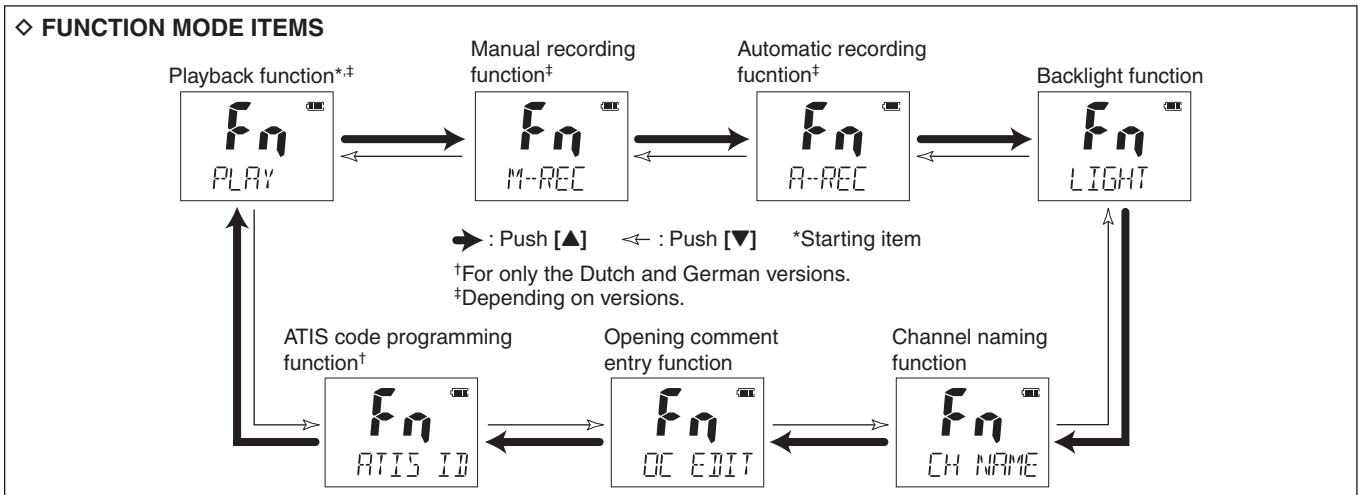 ◇ FUNCTION MODE ITEMS
Playback function*,‡
Manual recording
function‡
Automatic recording
fucntion‡
Backlight function
Fn
PLAY
Fn
M-REC
Fn
A-REC
Fn
LIGHT
: Push [▲] : Push [▼] *Starting item
†For only the Dutch and German versions.
‡Depending on versions.
ATIS code programming
function†
Opening comment
entry function
Channel naming
function
Fn
ATIS ID
Fn
OC EDIT
Fn
CH NAME